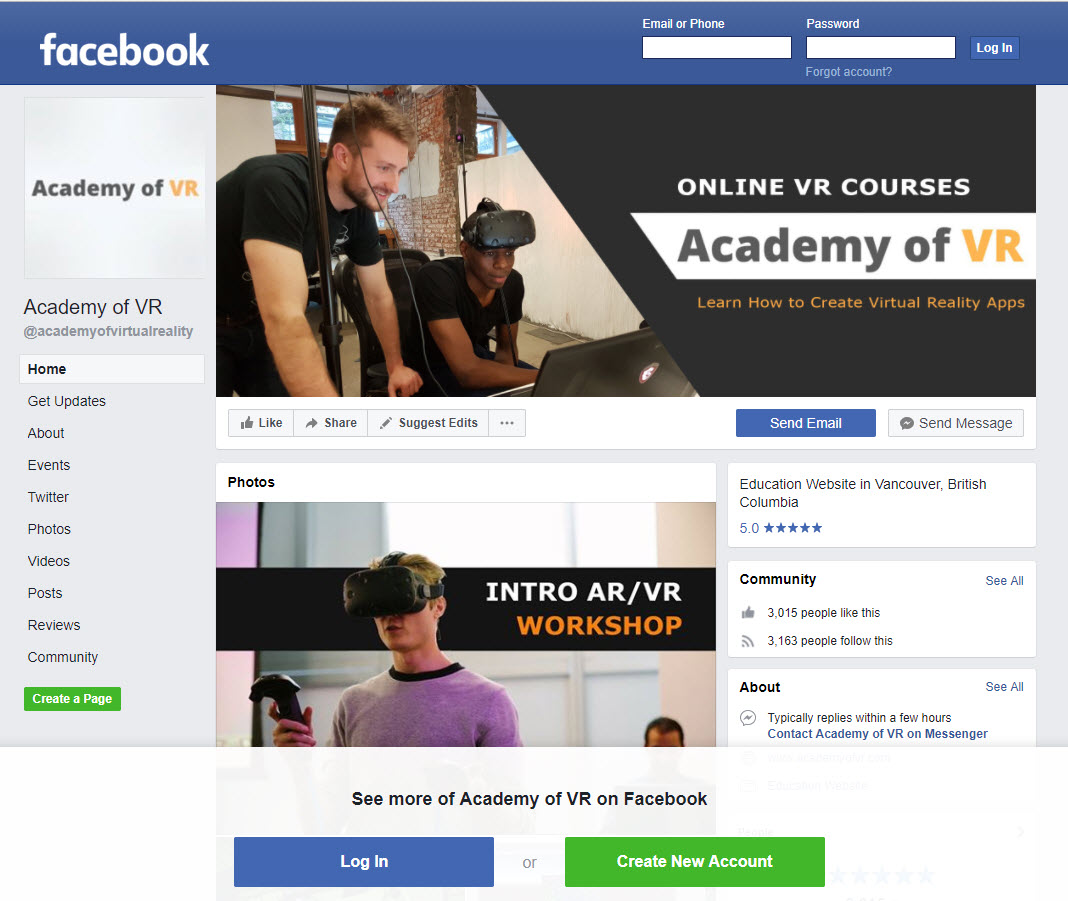 facebook
Email or Phone
Password
Log In
Forgot account?
Academy of VR
Academy of VR
@academyofvirtualreality
Home
Get Updates
About
Events
Twitter
Photos
Videos
Posts
Reviews
Community
Create a Page
ONLINE VR COURSES
Academy of VR
Learn How to Create Virtual Reality Apps
Like
Share
Suggest Edits
...
Send Email
Send Message
Photos
INTRO AR/VR
WORKSHOP
Education Website in Vancouver, British
Columbia
5.0
Community
See All
3,015 people like this
3,163 people follow this
About
See All
Typically replies within a few hours
Contact Academy of VR on Messenger
Education Website
People
See more of Academy of VR on Facebook
Log In
or
Create New Account